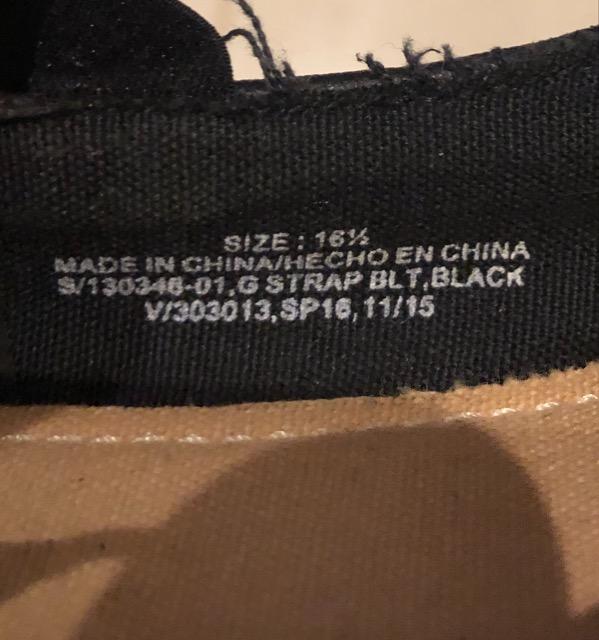 SIZE : 16½
MADE IN CHINA/HECHO EN CHINA
S/130346-01,G STRAP BLT,BLACK
V/303013,SP16,11/15